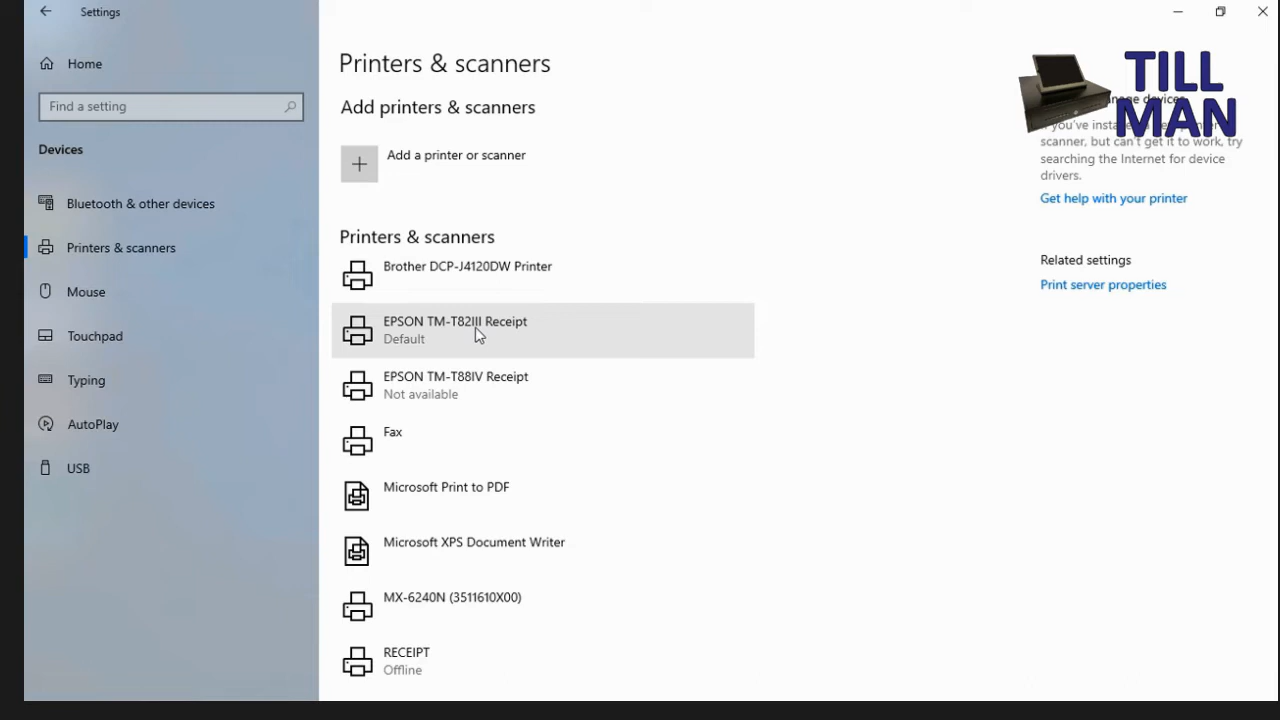 Settings
Home
Find a setting
Devices
Bluetooth & other devices
Printers & scanners
Mouse
Touchpad
Typing
AutoPlay
USB
Printers & scanners
Add printers & scanners
Add a printer or scanner
Printers & scanners
Brother DCP-J4120DW Printer
EPSON TM-T82III Receipt
Default
EPSON TM-T88IV Receipt
Not available
Fax
Microsoft Print to PDF
Microsoft XPS Document Writer
MX-6240N (3511610X00)
RECEIPT
Offline
TILL
MAN
devices
scanner, but can't get it to work, try
searching the Internet for device
drivers.
Get help with your printer
Related settings
Print server properties